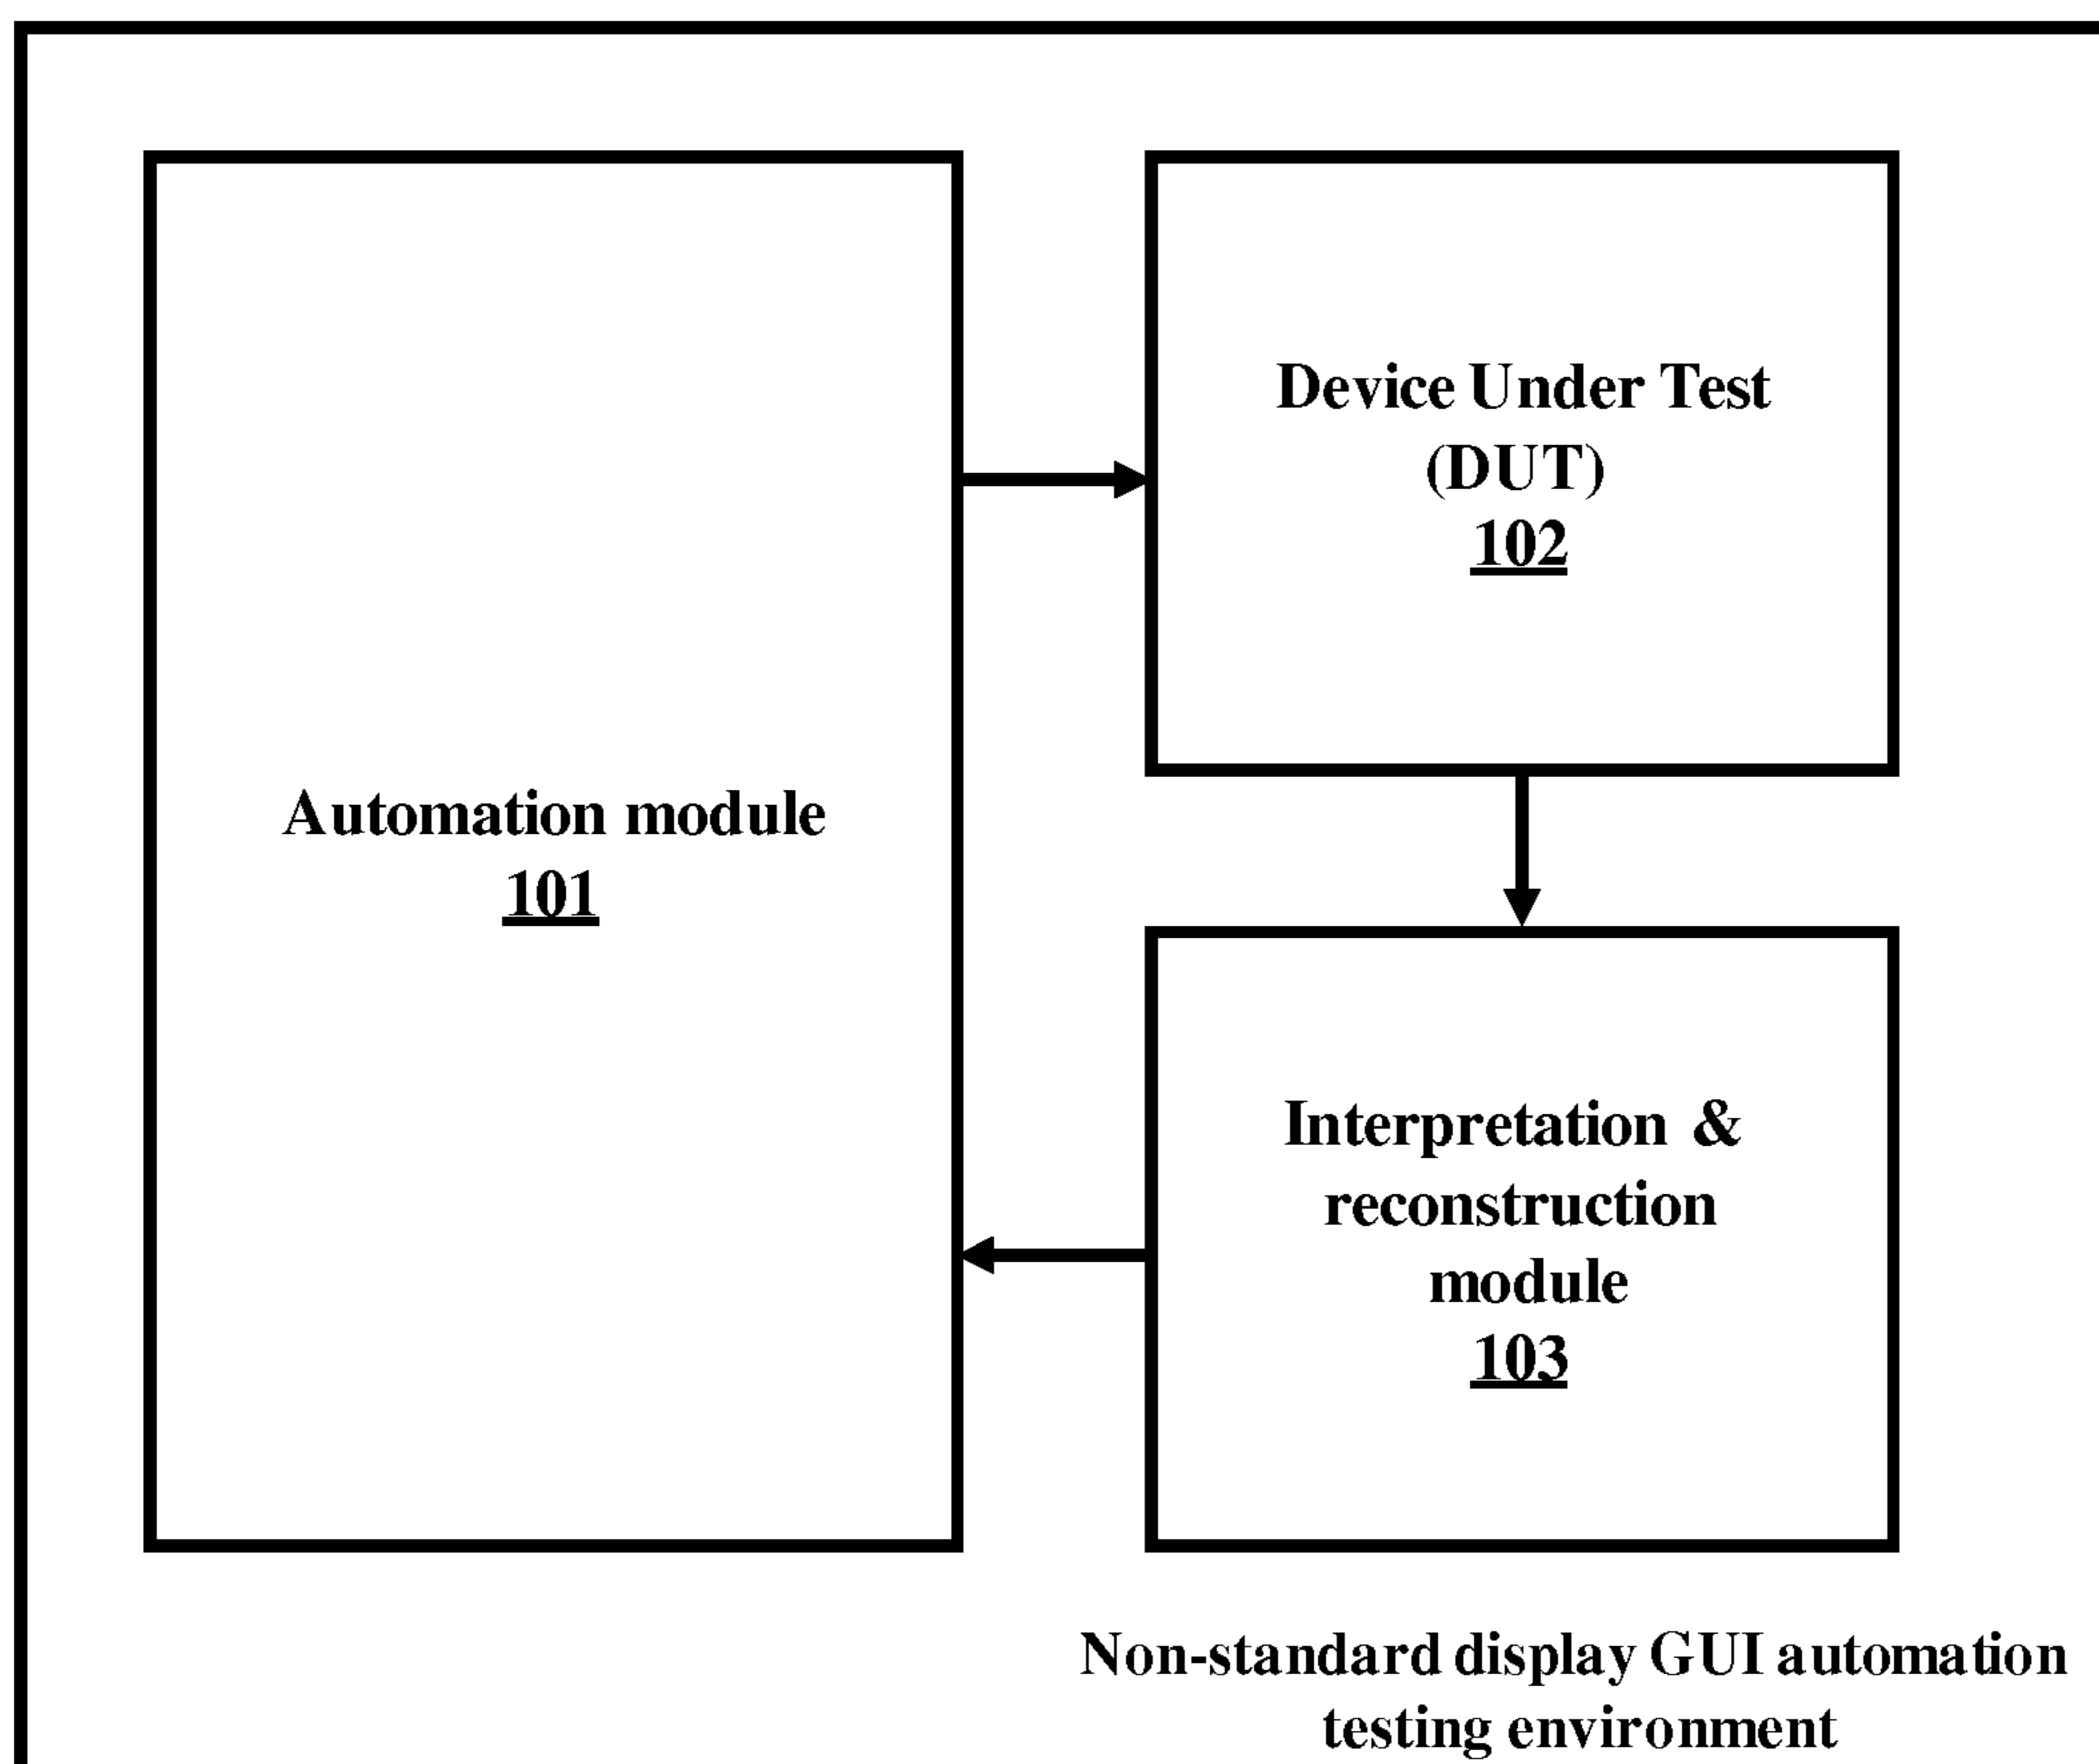 Device Under Test
(DUT)
102
Automation module
101
Interpretation &
reconstruction
module
103
Non-standard display GUI automation
testing environment